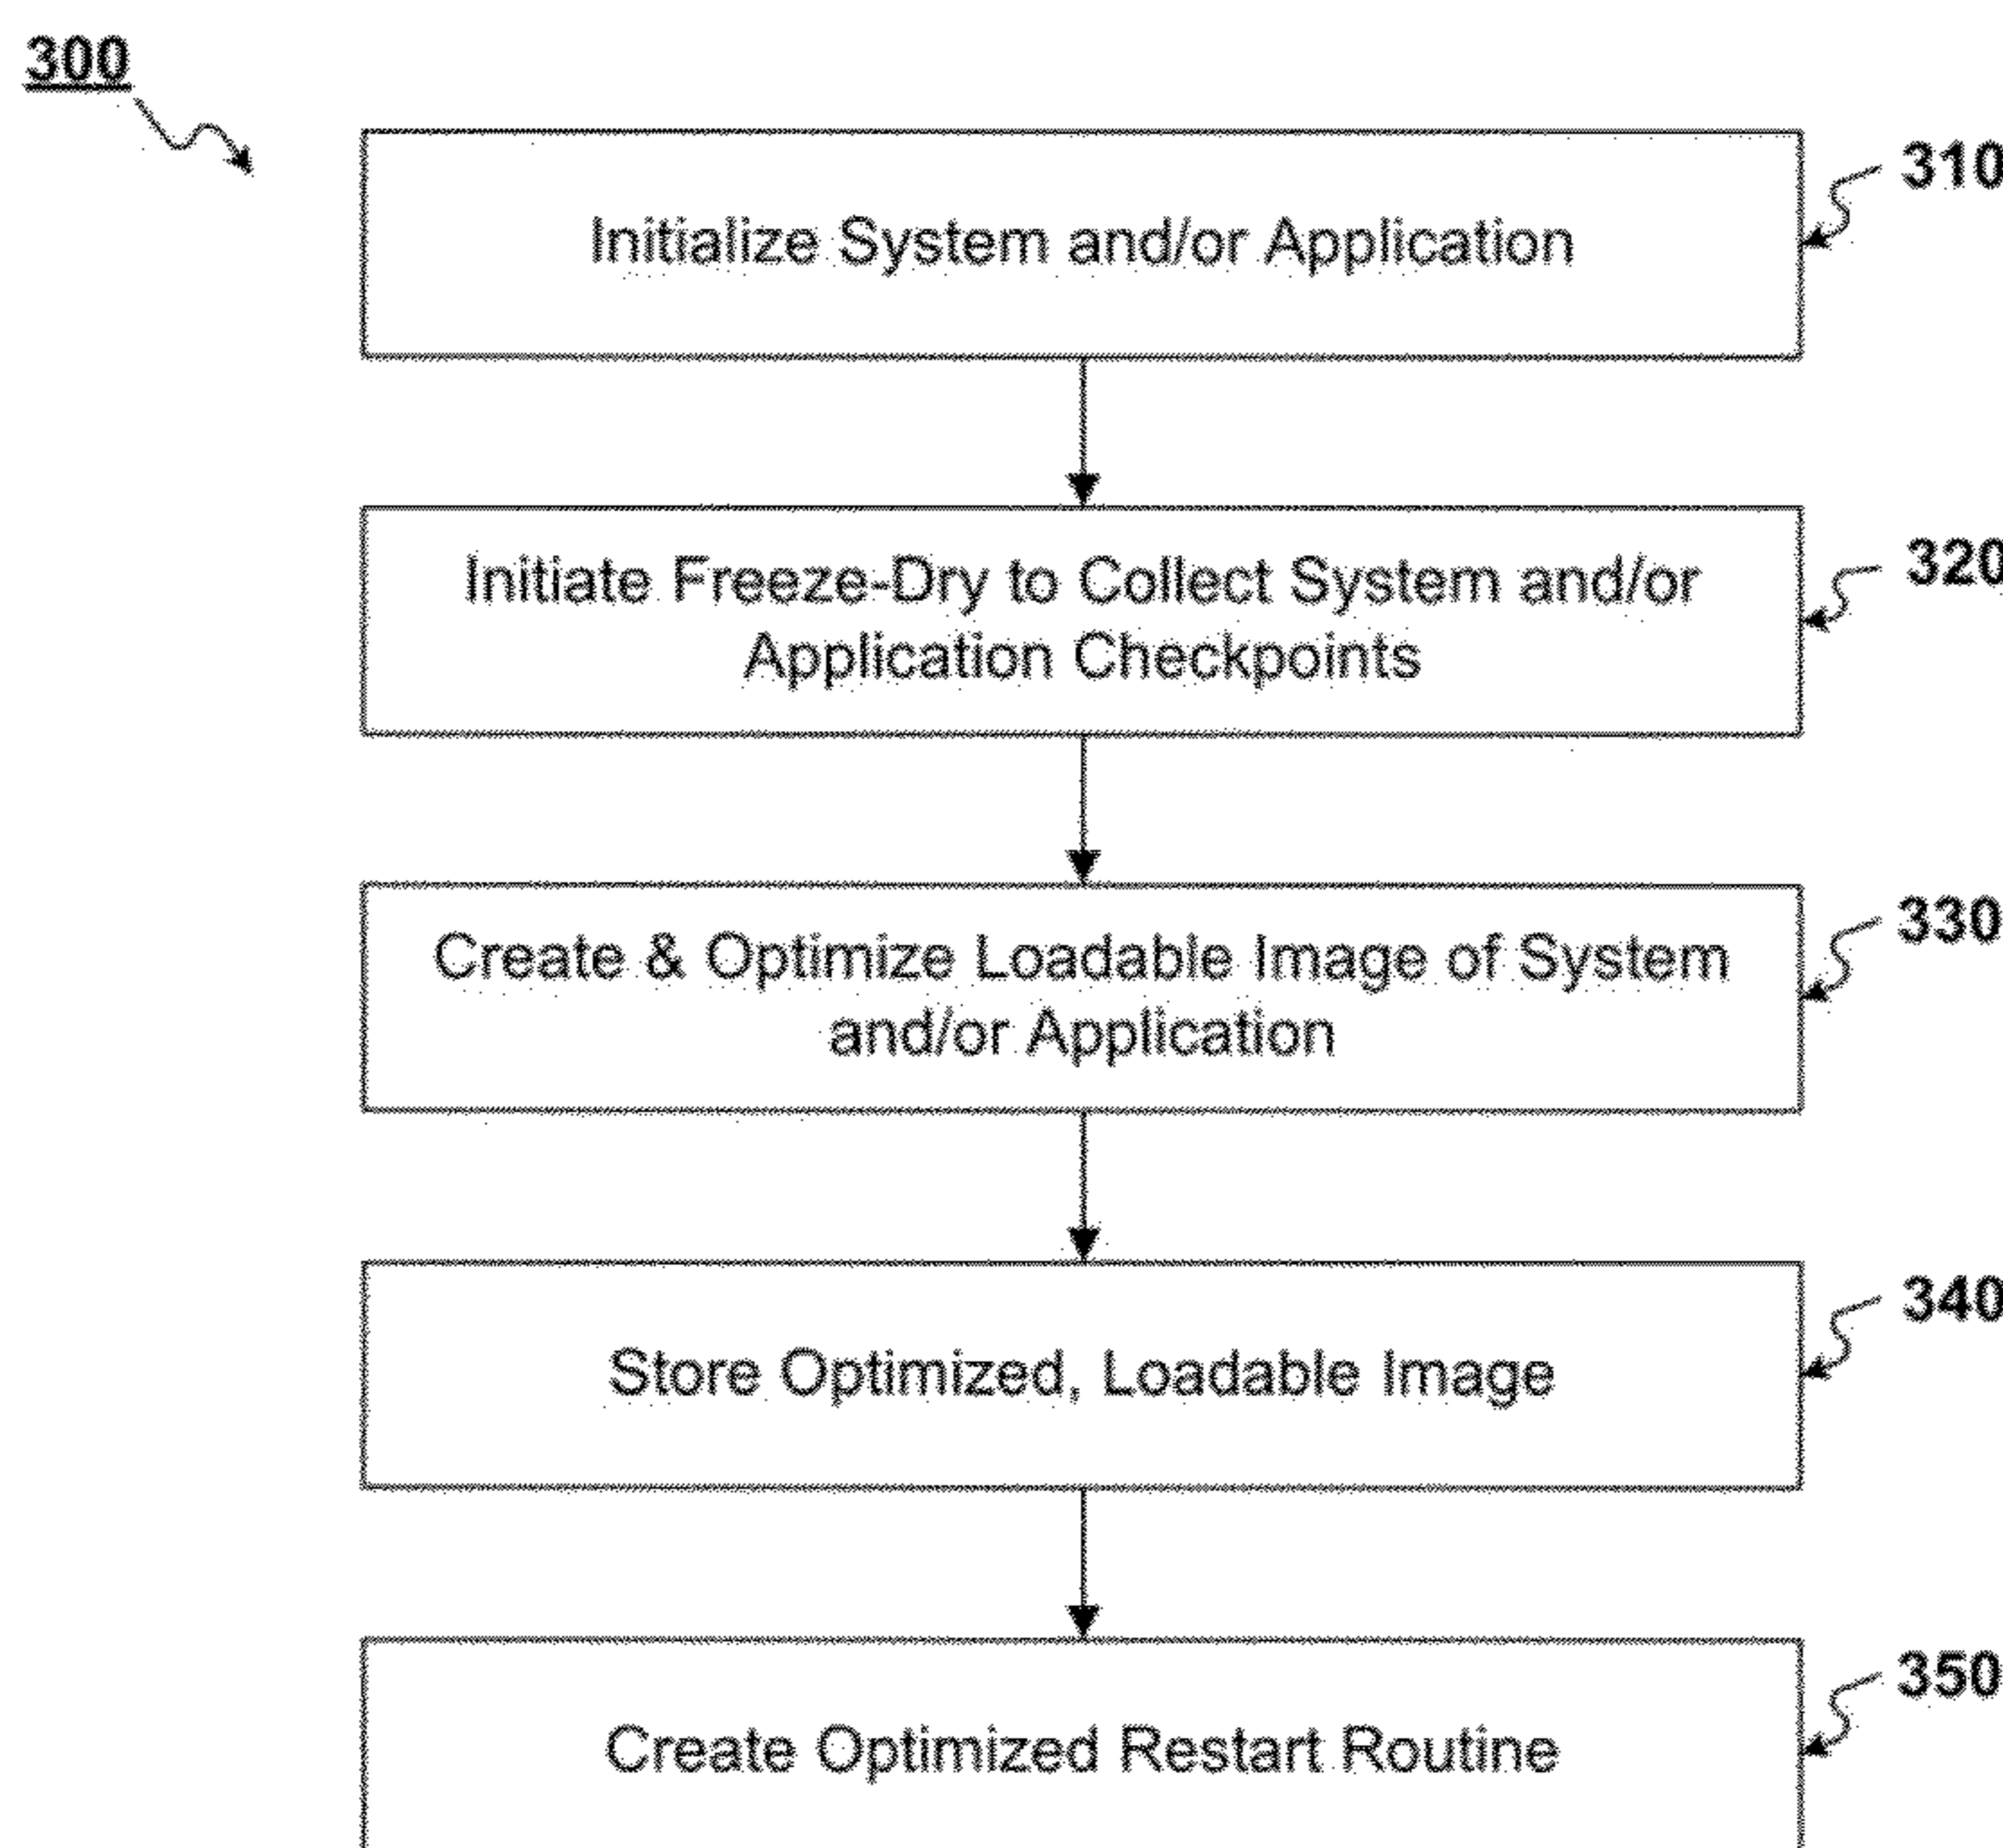 300
310
Initialize System and/or Application
320
Initiate Freeze-Dry to Collect System and/or
Application Checkpoints
330
Create & Optimize Loadable Image of System
and/or Application
340
Store Optimized, Loadable Image
350
Create Optimized Restart Routine